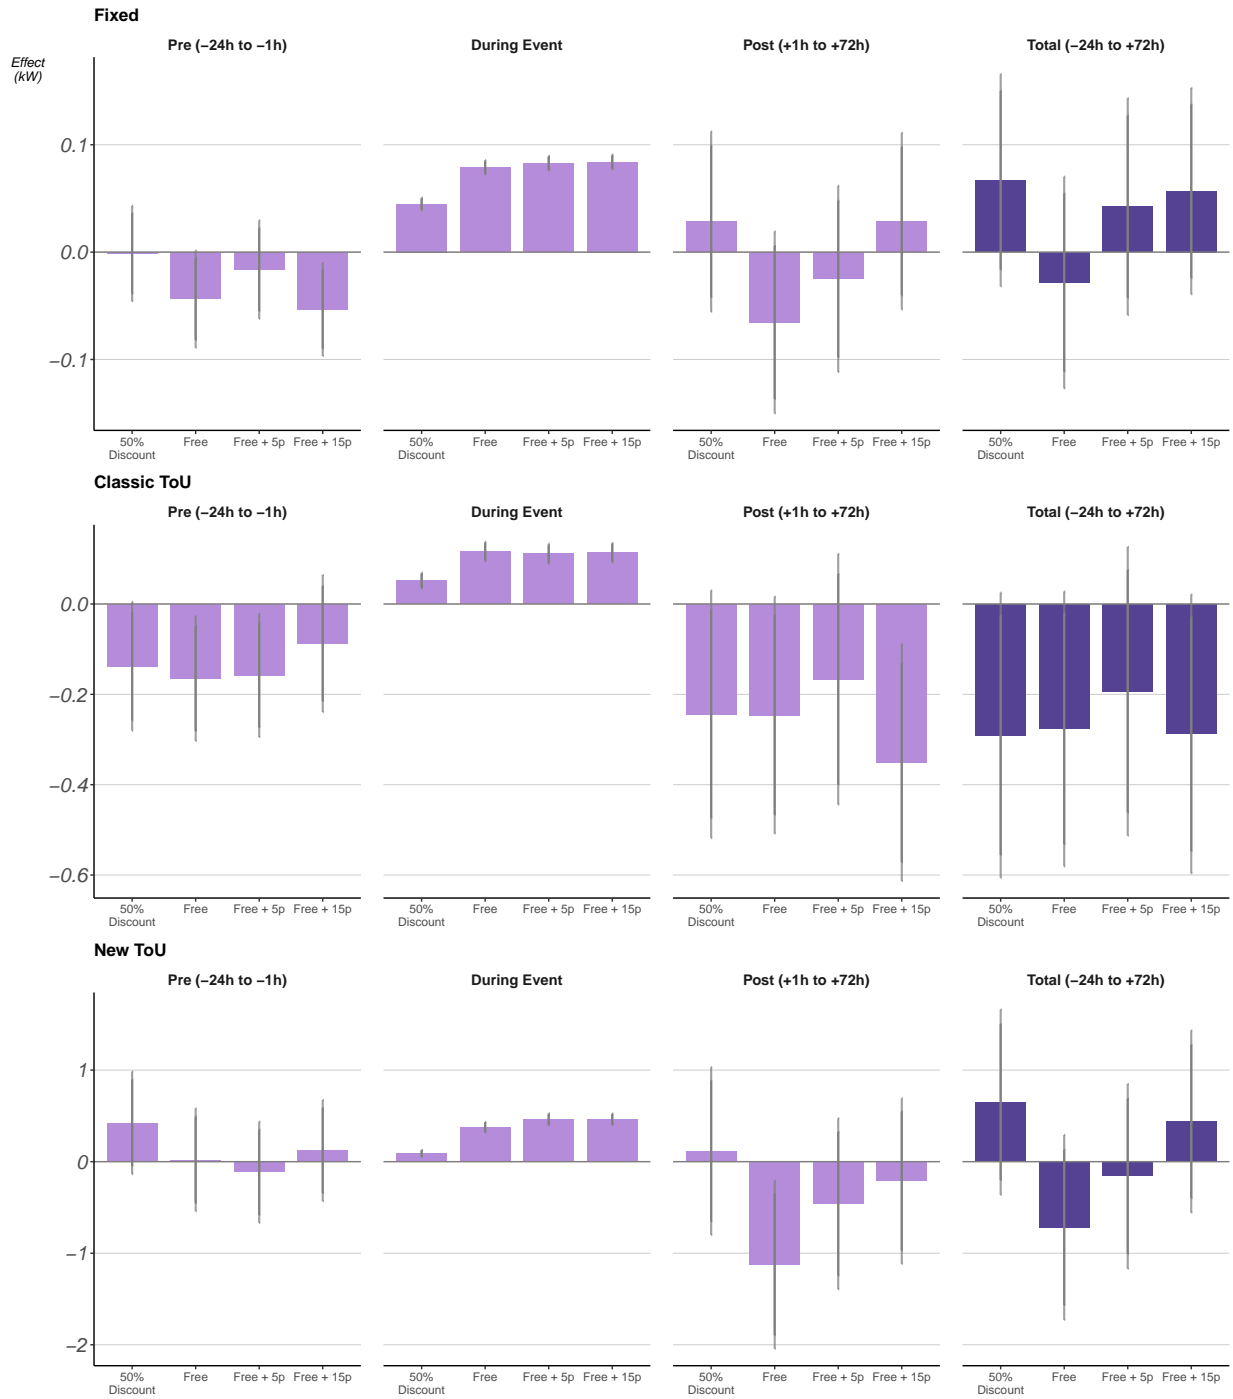 Fixed
Pre (−24h to −1h) During Event Post (+1h to +72h) Total (−24h to +72h)
Effect
(kW)
0.1
0.0
−0.1
50% Free Free + 5p Free + 15p 50% Free Free + 5p Free + 15p 50% Free Free + 5p Free + 15p 50% Free Free + 5p Free + 15p
Discount Discount Discount Discount
Classic ToU
Pre (−24h to −1h) During Event Post (+1h to +72h) Total (−24h to +72h)
0.0
−0.2
−0.4
−0.6
50% Free Free + 5p Free + 15p 50% Free Free + 5p Free + 15p 50% Free Free + 5p Free + 15p 50% Free Free + 5p Free + 15p
Discount Discount Discount Discount
New ToU
Pre (−24h to −1h) During Event Post (+1h to +72h) Total (−24h to +72h)
1
0
−1
−2
50% Free Free + 5p Free + 15p 50% Free Free + 5p Free + 15p 50% Free Free + 5p Free + 15p 50% Free Free + 5p Free + 15p
Discount Discount Discount Discount